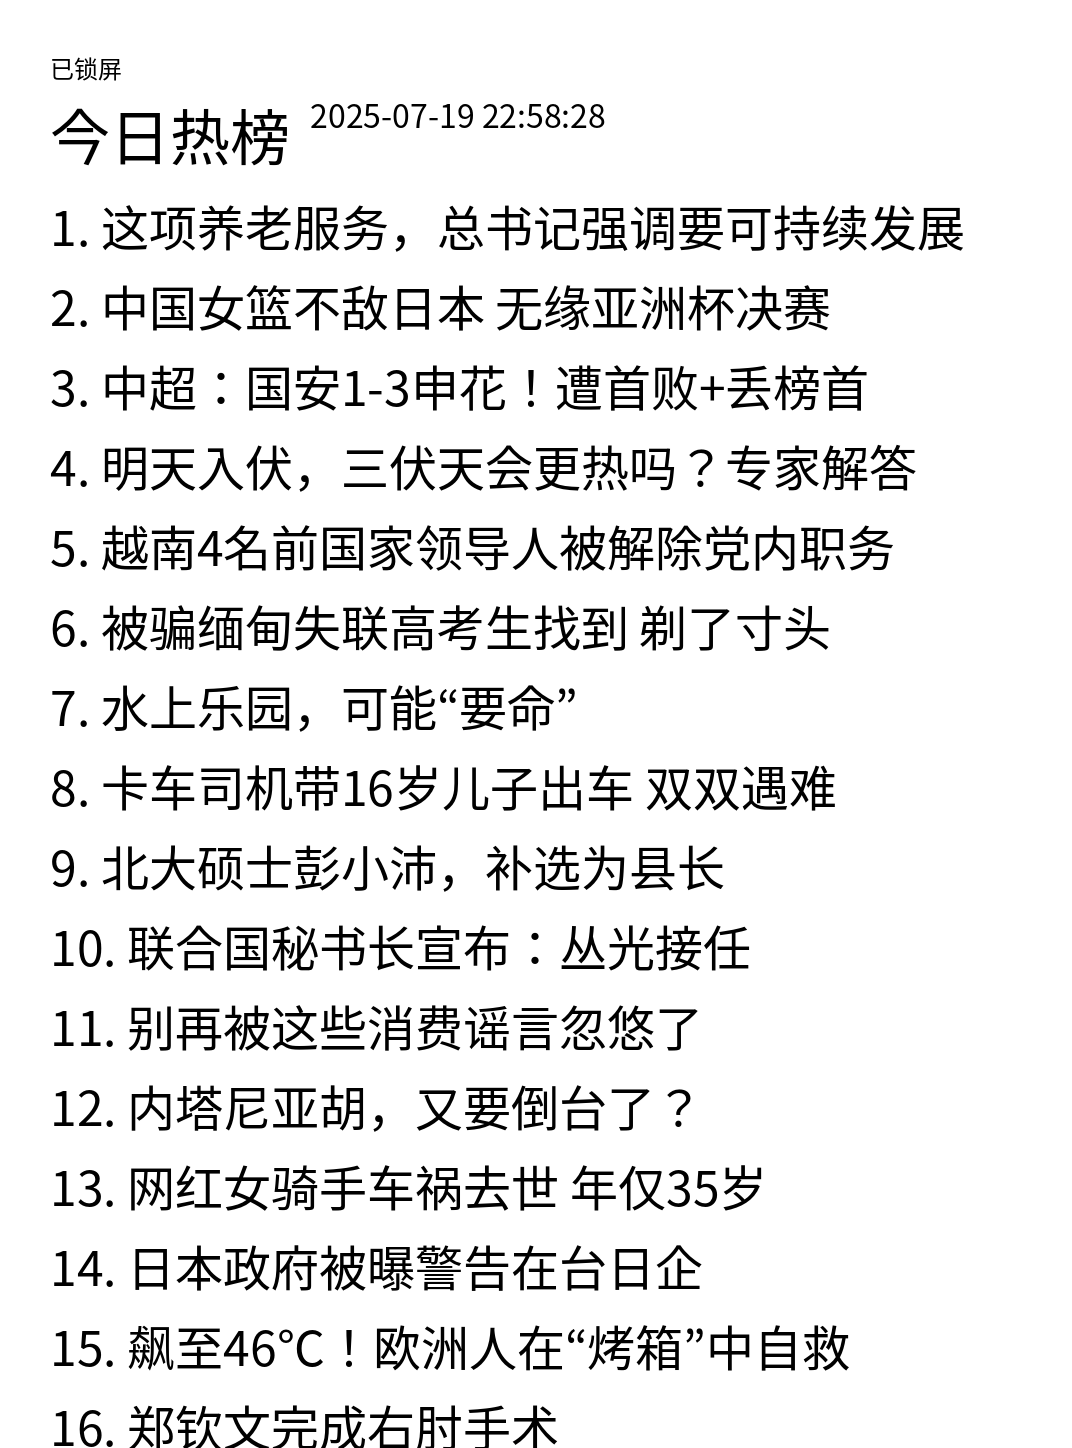 已锁屏
今日热榜 2025-07-19 22:58:28
1. 这项养老服务，总书记强调要可持续发展
2. 中国女篮不敌日本 无缘亚洲杯决赛
3. 中超：国安1-3申花！遭首败+丢榜首
4. 明天入伏，三伏天会更热吗？专家解答
5. 越南4名前国家领导人被解除党内职务
6. 被骗缅甸失联高考生找到 剃了寸头
7. 水上乐园，可能“要命”
8. 卡车司机带16岁儿子出车 双双遇难
9. 北大硕士彭小沛，补选为县长
10. 联合国秘书长宣布：丛光接任
11. 别再被这些消费谣言忽悠了
12. 内塔尼亚胡，又要倒台了？
13. 网红女骑手车祸去世 年仅35岁
14. 日本政府被曝警告在台日企
15. 飙至46℃！欧洲人在“烤箱”中自救
16. 郑钦文完成右肘手术